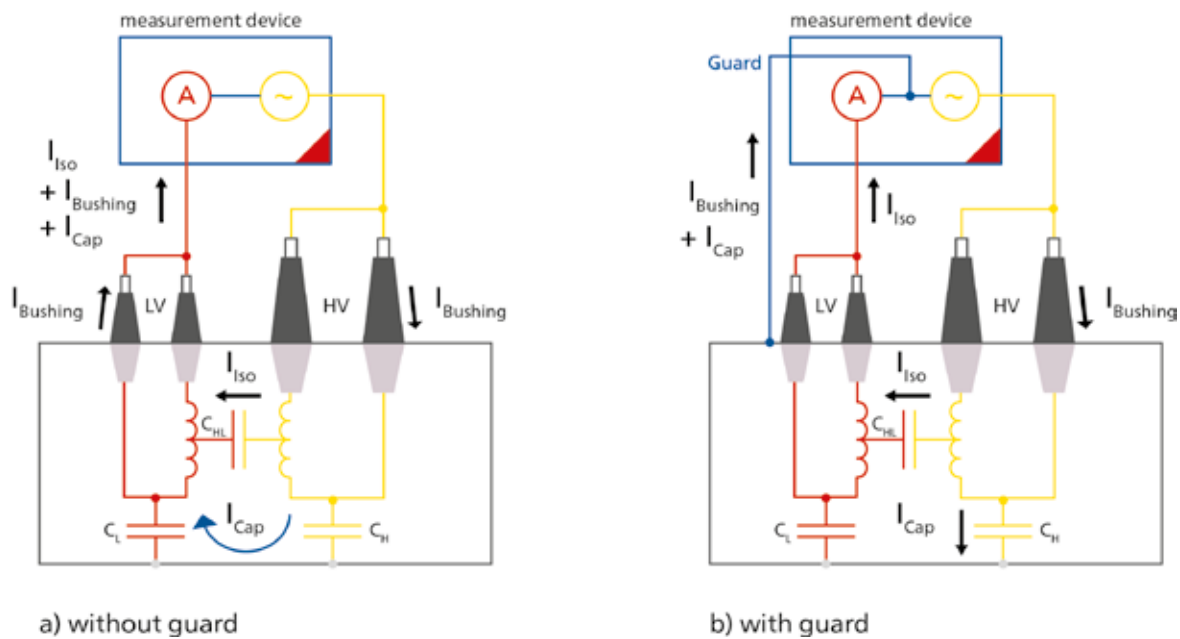 measurement device
A
~
I Iso
+ I Bushing
+ I Cap
I Bushing
LV
HV
I Bushing
I Iso
C HL
I Cap
C L
C H
a) without guard
measurement device
Guard
A
~
I Bushing
+ I Cap
I Iso
LV
HV
I Bushing
I Iso
C HL
I Cap
C L
C H
b) with guard